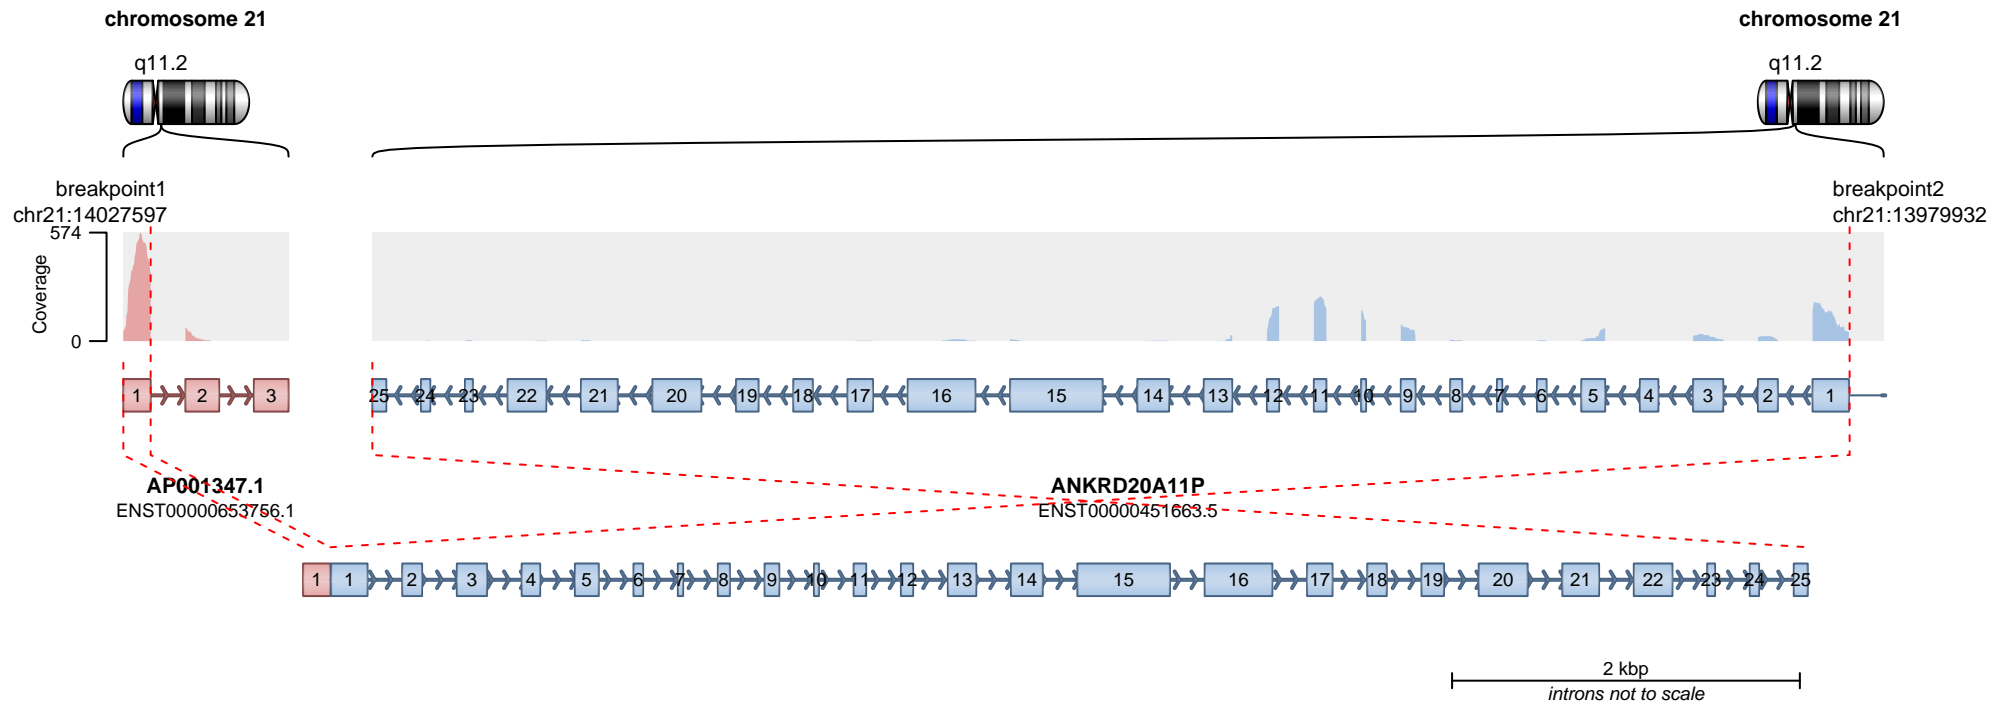 chromosome 21
chromosome 21
q11.2
q11.2
breakpoint1
chr21:14027597
breakpoint2
chr21:13979932
574
Coverage
0
1 2 3
25 24 23 22 21 20 19 18 17 16 15 14 13 12 11 10 9 8 7 6 5 4 3 2 1
AP001347.1
ENST00000653756.1
ANKRD20A11P
ENST00000451663.5
1 1 2 3 4 5 6 7 8 9 10 11 12 13 14 15 16 17 18 19 20 21 22 23 24 25
2 kbp
introns not to scale